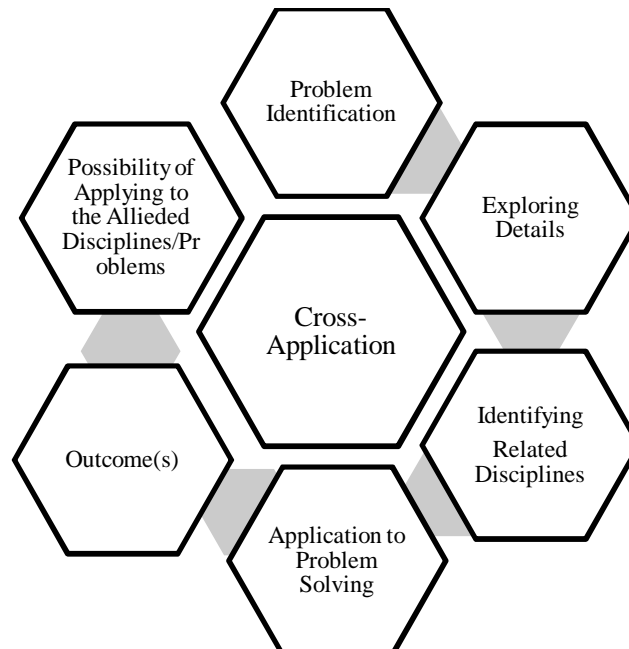 Problem
Identification
Exploring
Details
Identifying
Related
Disciplines
Application to
Problem
Solving
Outcome(s)
Possibility of
Applying to
the Allieded
Disciplines/Pr
oblems
Cross-
Application